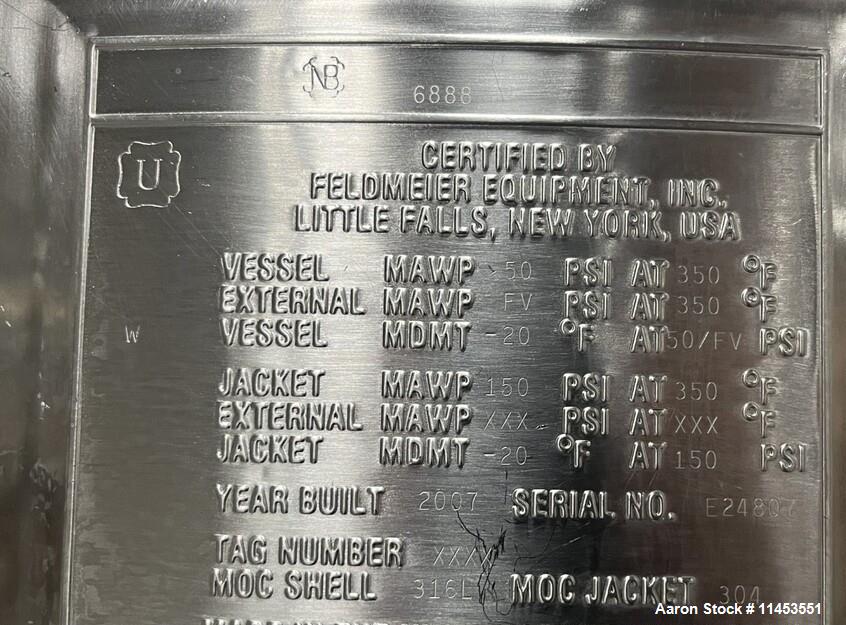 NB
6888
U
CERTIFIED BY
FELDMEIER EQUIPMENT, INC.
LITTLE FALLS, NEW YORK, USA
VESSEL MAWP 50 PSI AT 350 °F
EXTERNAL MAWP FV PSI AT 350 °F
W VESSEL MDMT -20 °F AT 50/FV PSI
JACKET MAWP 150 PSI AT 350 °F
EXTERNAL MAWP XXX PSI AT XXX °F
JACKET MDMT -20 °F AT 150 PSI
YEAR BUILT 2007 SERIAL NO.
TAG NUMBER XXXX
MOC SHELL 316L MOC JACKET 304
Aaron Stock # 11453551